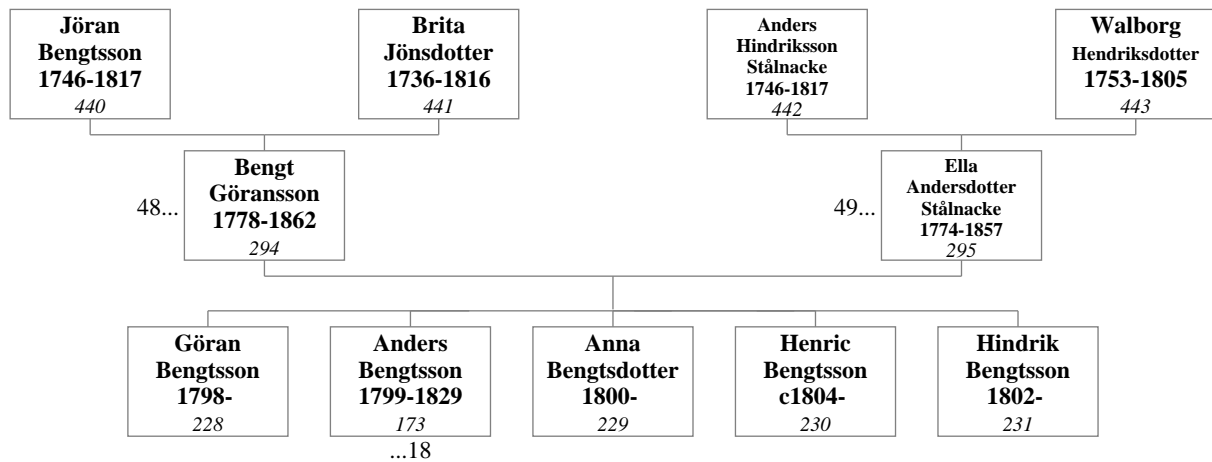 Jöran
Bengtsson
1746-1817
440
Brita
Jönsdotter
1736-1816
441
Anders
Hindriksson
Stålnacke
1746-1817
442
Walborg
Hendriksdotter
1753-1805
443
48...
Bengt
Göransson
1778-1862
294
49...
Ella
Andersdotter
Stålnacke
1774-1857
295
Göran
Bengtsson
1798-
228
Anders
Bengtsson
1799-1829
173
...18
Anna
Bengtsdotter
1800-
229
Henric
Bengtsson
c1804-
230
Hindrik
Bengtsson
1802-
231